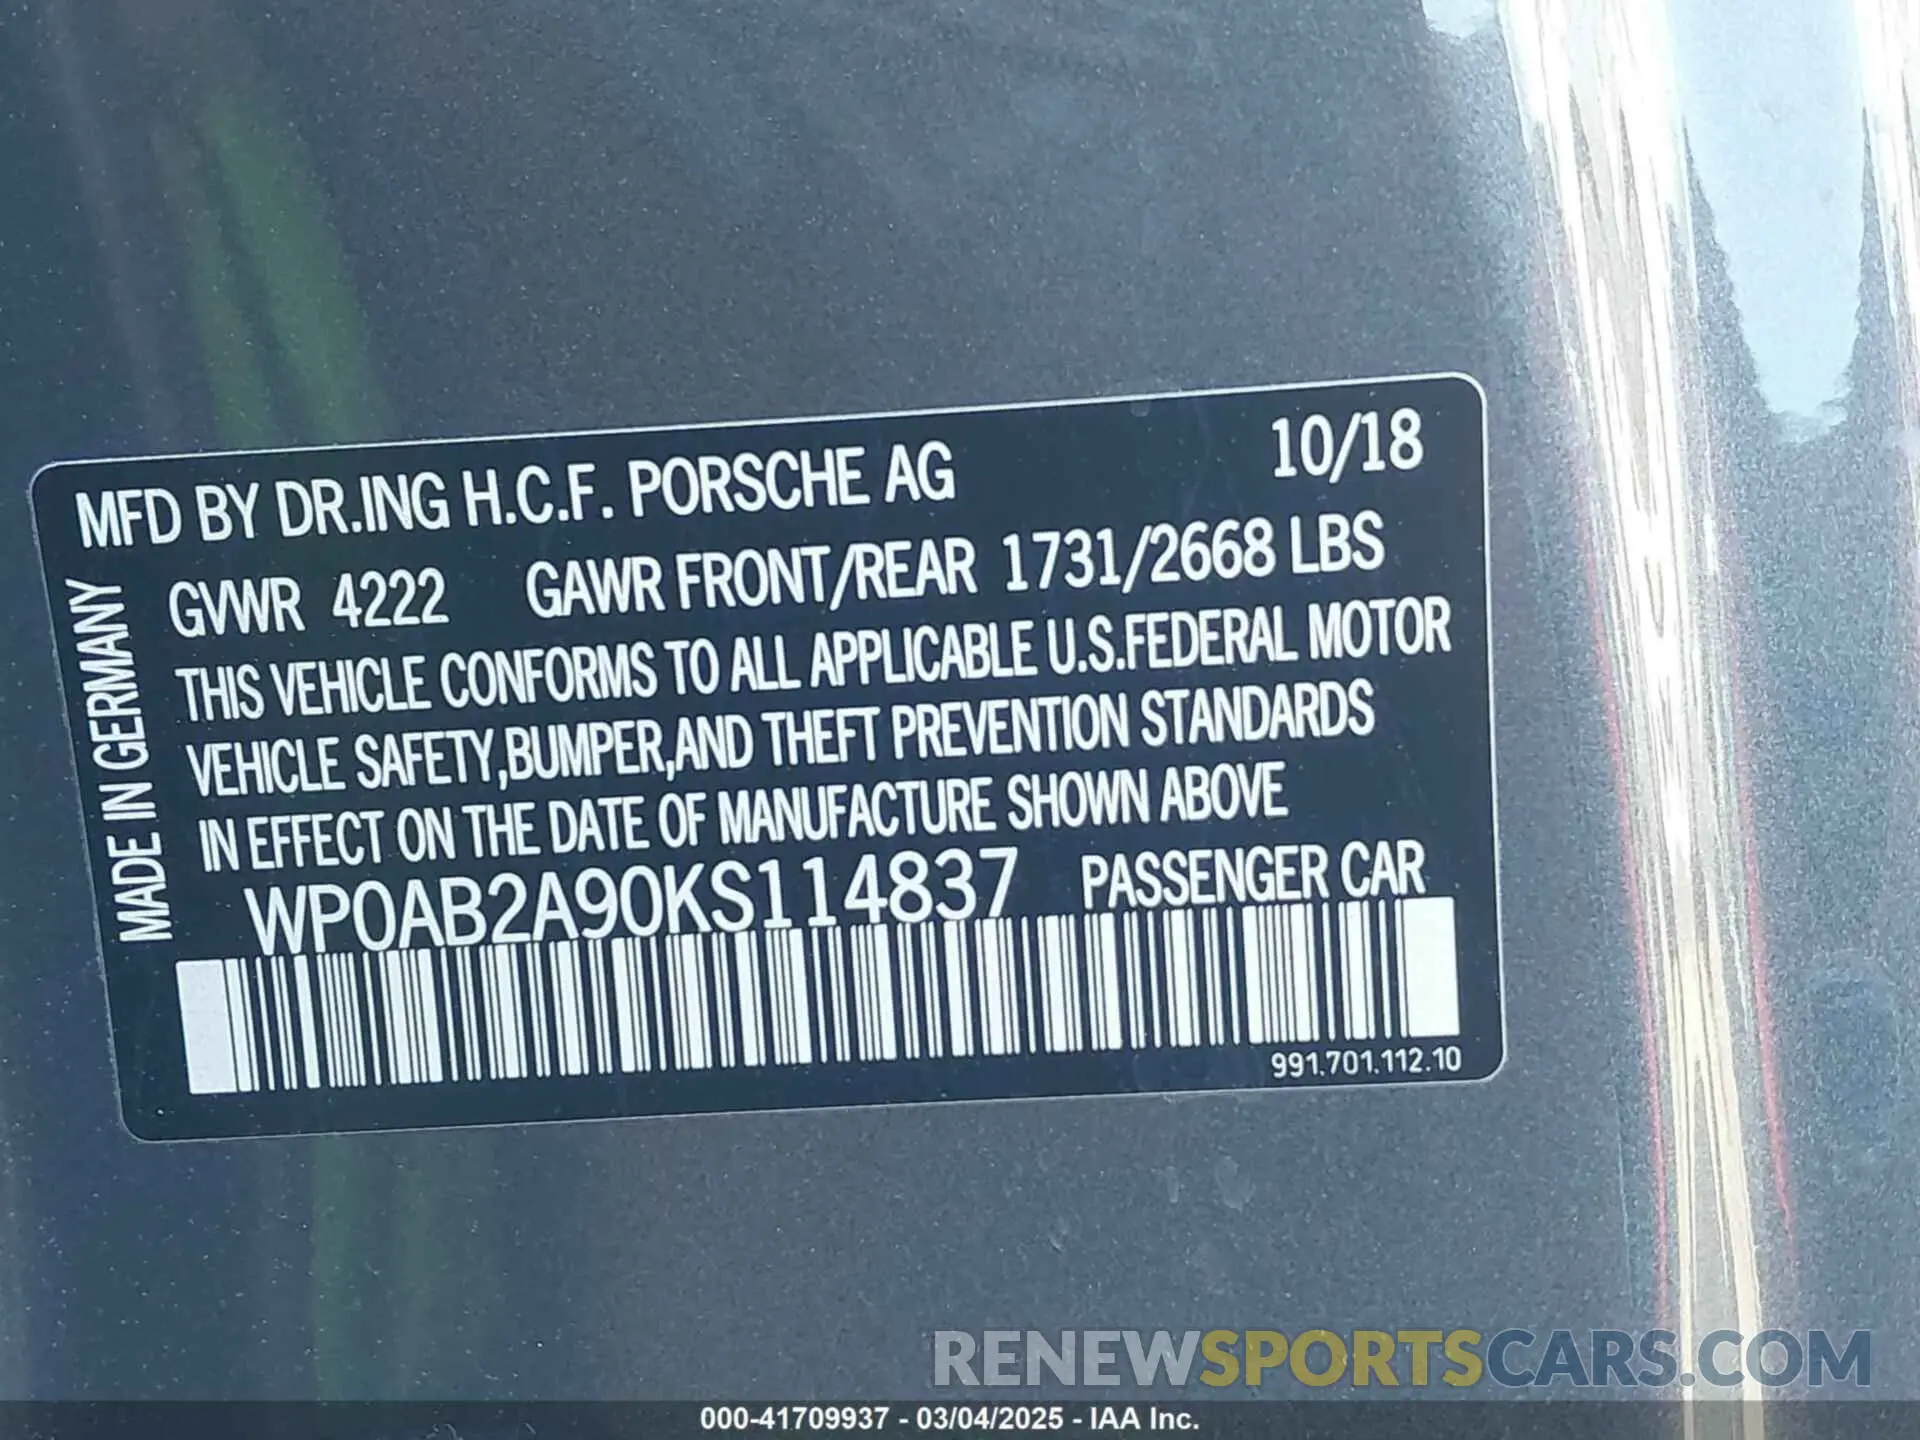 MFD BY DR.ING H.C.F. PORSCHE AG 10/18
GVWR 4222 GAWR FRONT/REAR 1731/2668 LBS
THIS VEHICLE CONFORMS TO ALL APPLICABLE U.S.FEDERAL MOTOR
VEHICLE SAFETY,BUMPER,AND THEFT PREVENTION STANDARDS
IN EFFECT ON THE DATE OF MANUFACTURE SHOWN ABOVE
WP0AB2A90KS114837 PASSENGER CAR
991.701.112.10
MADE IN GERMANY
RENEWSPORTSCARS.COM
000-41709937 - 03/04/2025 - IAA Inc.